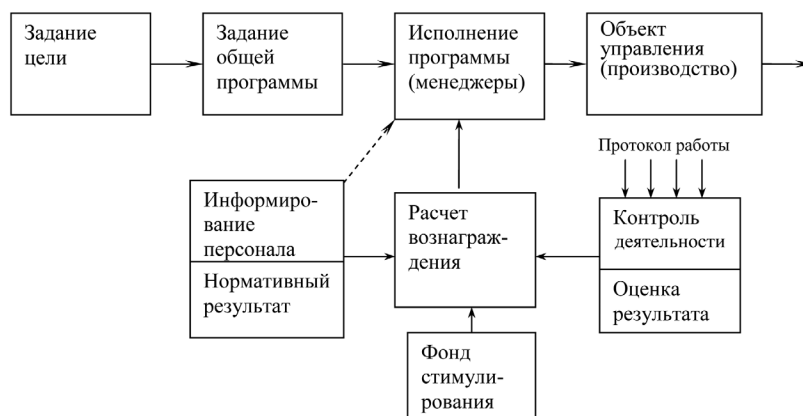 Задание
цели
Задание
общей
программы
Исполнение
программы
(менеджеры)
Объект
управления
(производство)
Протокол работы
Информиро-
вание
персонала
Нормативный
результат
Расчет
вознаграж-
дения
Контроль
деятельности
Оценка
результата
Фонд
стимули-
рования